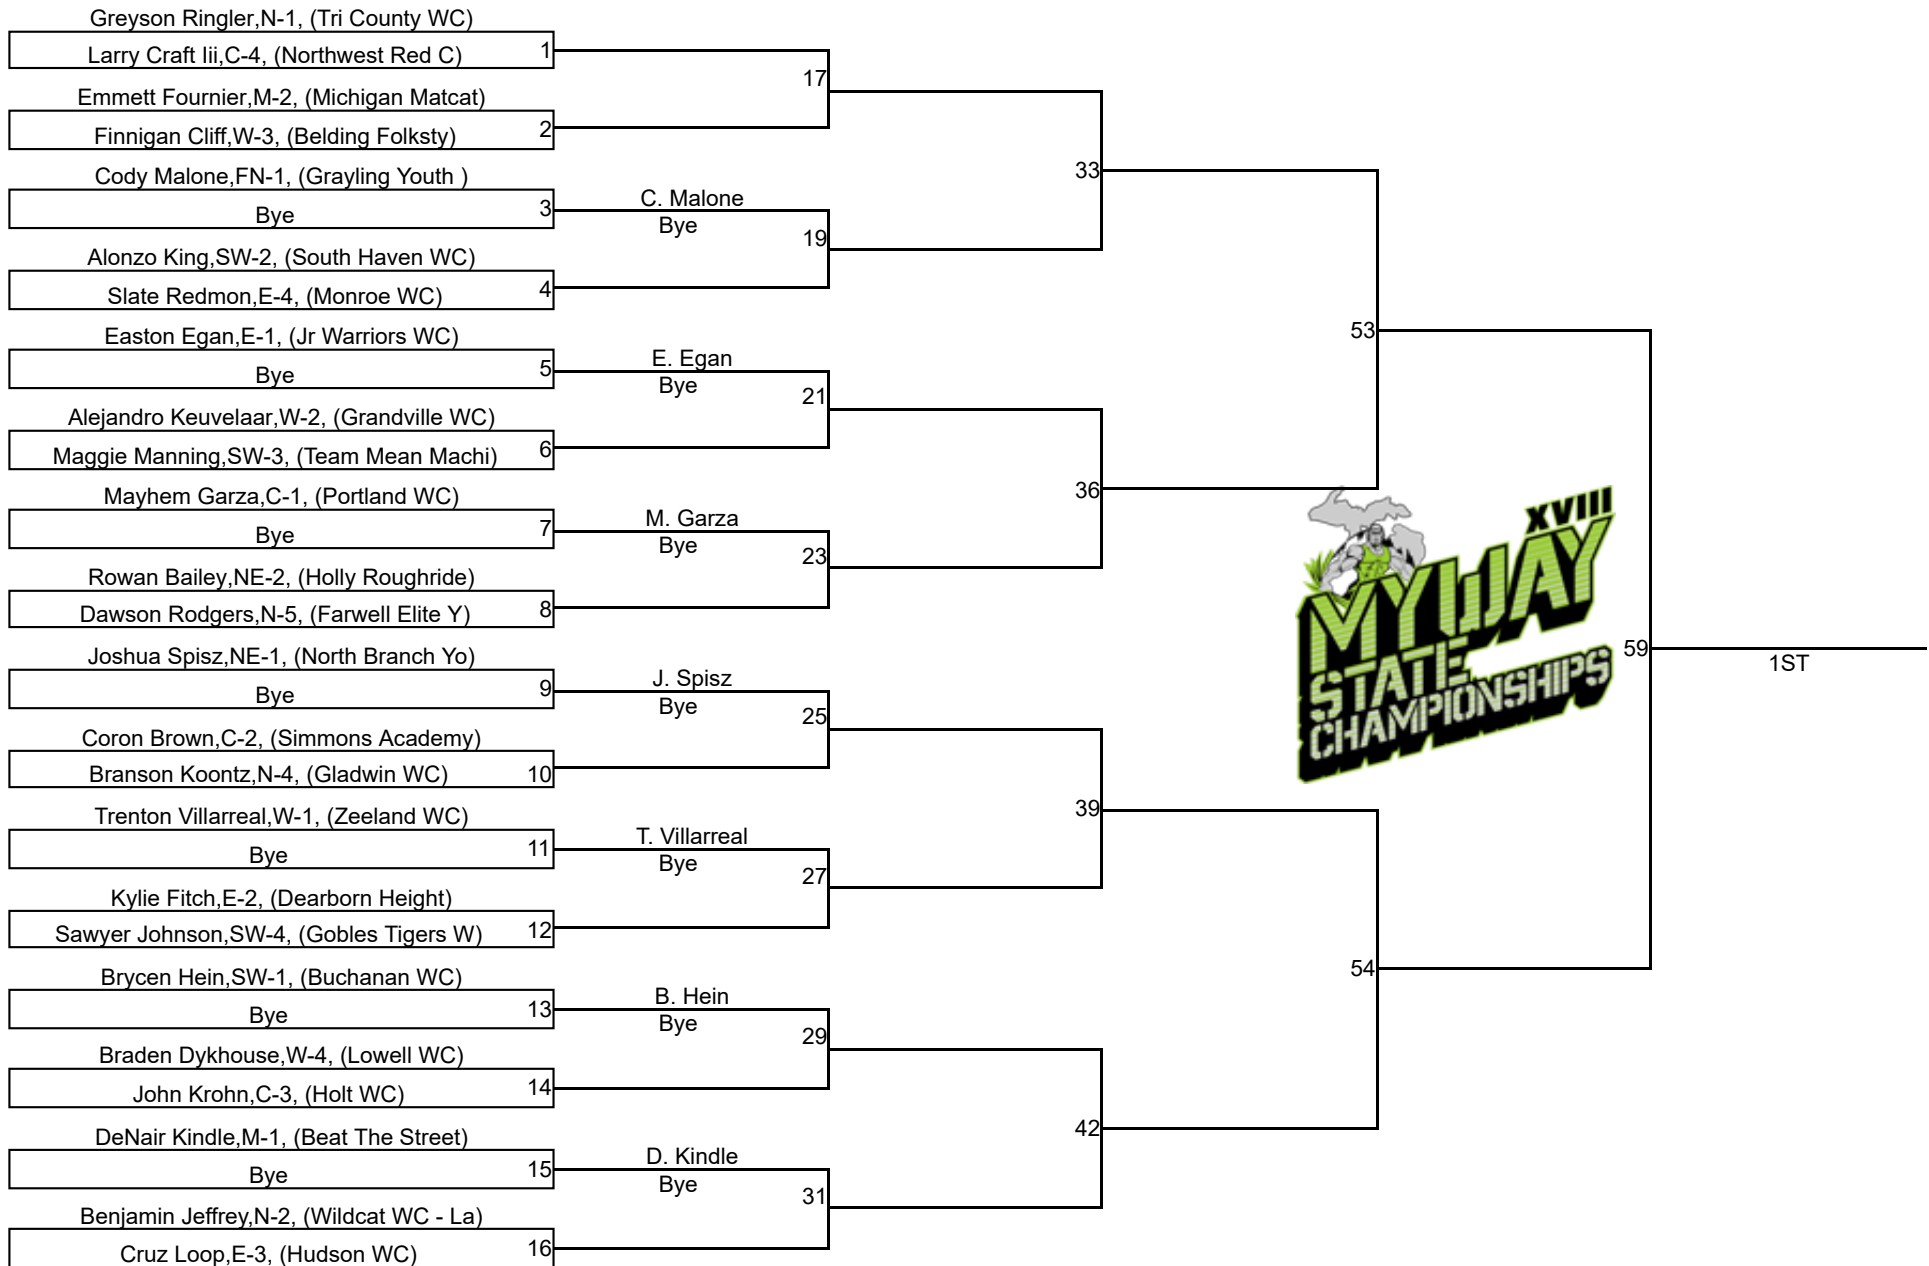 Greyson Ringler,N-1, (Tri County WC)
Larry Craft Iii,C-4, (Northwest Red C)
1
17
Emmett Fournier,M-2, (Michigan Matcat)
Finnigan Cliff,W-3, (Belding Folksty)
2
33
Cody Malone,FN-1, (Grayling Youth )
Bye
3
C. Malone
Bye
19
Alonzo King,SW-2, (South Haven WC)
Slate Redmon,E-4, (Monroe WC)
4
53
Easton Egan,E-1, (Jr Warriors WC)
Bye
5
E. Egan
Bye
21
Alejandro Keuvelaar,W-2, (Grandville WC)
Maggie Manning,SW-3, (Team Mean Machi)
6
36
Mayhem Garza,C-1, (Portland WC)
Bye
7
M. Garza
Bye
23
Rowan Bailey,NE-2, (Holly Roughride)
Dawson Rodgers,N-5, (Farwell Elite Y)
8
XVIII
MYWAY
STATE
CHAMPIONSHIPS
59
1ST
Joshua Spisz,NE-1, (North Branch Yo)
Bye
9
J. Spisz
Bye
25
Coron Brown,C-2, (Simmons Academy)
Branson Koontz,N-4, (Gladwin WC)
10
39
Trenton Villarreal,W-1, (Zeeland WC)
Bye
11
T. Villarreal
Bye
27
Kylie Fitch,E-2, (Dearborn Height)
Sawyer Johnson,SW-4, (Gobles Tigers W)
12
54
Brycen Hein,SW-1, (Buchanan WC)
Bye
13
B. Hein
Bye
29
Braden Dykhouse,W-4, (Lowell WC)
John Krohn,C-3, (Holt WC)
14
42
DeNair Kindle,M-1, (Beat The Street)
Bye
15
D. Kindle
Bye
31
Benjamin Jeffrey,N-2, (Wildcat WC - La)
Cruz Loop,E-3, (Hudson WC)
16